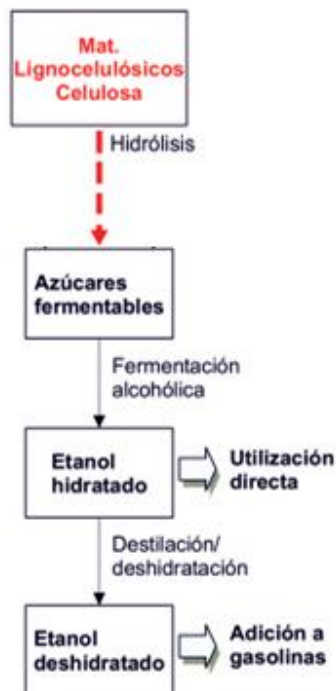 Mat.
Lignocelulósicos
Celulosa
Hidrólisis
Azúcares
fermentables
Fermentación
alcohólica
Etanol
hidratado
Utilización
directa
Destilación/
deshidratación
Etanol
deshidratado
Adición a
gasolinas